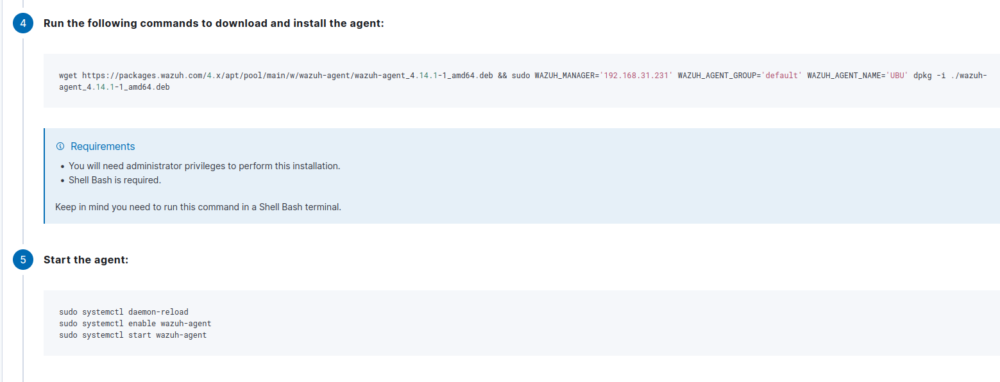 4
Run the following commands to download and install the agent:
wget https://packages.wazuh.com/4.x/apt/pool/main/w/wazuh-agent/wazuh-agent_4.14.1-1_amd64.deb && sudo WAZUH_MANAGER='192.168.31.231' WAZUH_AGENT_GROUP='default' WAZUH_AGENT_NAME='UBU' dpkg -i ./wazuh-
agent_4.14.1-1_amd64.deb
Requirements
• You will need administrator privileges to perform this installation.
• Shell Bash is required.
Keep in mind you need to run this command in a Shell Bash terminal.
5
Start the agent:
sudo systemctl daemon-reload
sudo systemctl enable wazuh-agent
sudo systemctl start wazuh-agent